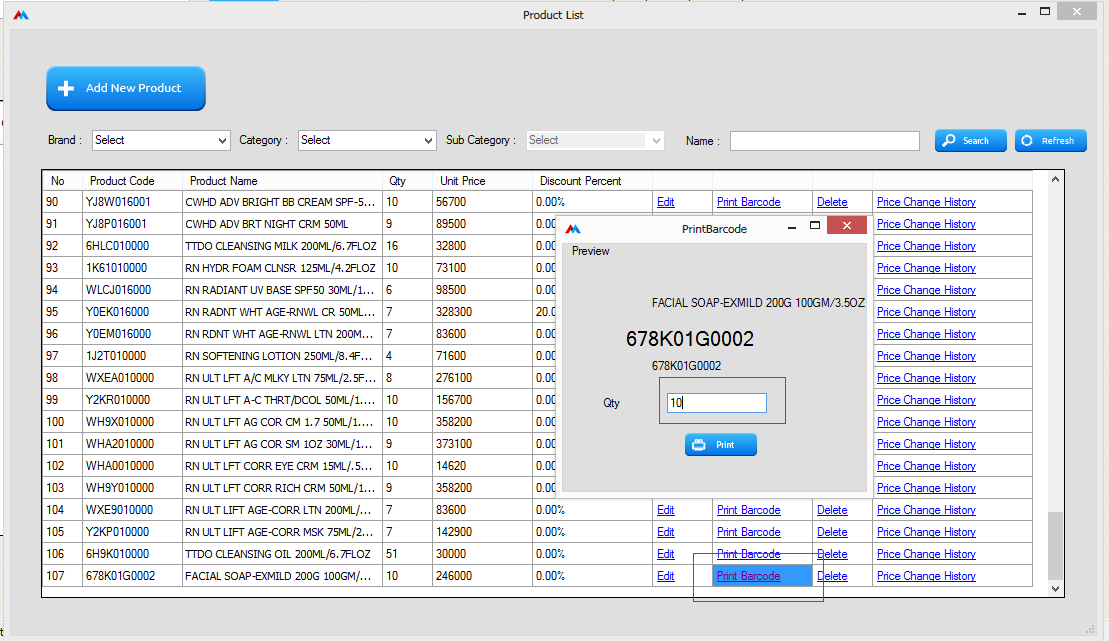 Product List
Add New Product
Brand : Select Category : Select Sub Category : Select Name : Search Refresh
No Product Code Product Name Qty Unit Price Discount Percent
90 YJ8W016001 CWHD ADV BRIGHT BB CREAM SPF-5... 10 56700 0.00% Edit Print Barcode Delete Price Change History
91 YJ8P016001 CWHD ADV BRT NIGHT CRM 50ML 9 89500 0.00 Price Change History
92 6HLC010000 TTDO CLEANSING MILK 200ML/6.7FLOZ 16 32800 0.00 Price Change History
93 1K61010000 RN HYDR FOAM CLNSR 125ML/4.2FLOZ 10 73100 0.00 Price Change History
94 WLCJ016000 RN RADIANT UV BASE SPF50 30ML/1... 6 98500 0.00 Price Change History
95 Y0EK016000 RN RADNT WHT AGE-RNWL CR 50ML... 7 328300 20.0 Price Change History
96 Y0EM016000 RN RDNT WHT AGE-RNWL LTN 200M... 7 83600 0.00 Price Change History
97 1J2T010000 RN SOFTENING LOTION 250ML/8.4F... 4 71600 0.00 Price Change History
98 WXEA010000 RN ULT LFT A/C MLKY LTN 75ML/2.5F... 8 276100 0.00 Price Change History
99 Y2KR010000 RN ULT LFT A-C THRT/DCOL 50ML/1.... 10 156700 0.00 Price Change History
100 WH9X010000 RN ULT LFT AG COR CM 1.7 50ML/1.... 10 358200 0.00 Price Change History
101 WHA2010000 RN ULT LFT AG COR SM 1OZ 30ML/1... 9 373100 0.00 Price Change History
102 WHA0010000 RN ULT LFT CORR EYE CRM 15ML/.5... 10 14620 0.00 Price Change History
103 WH9Y010000 RN ULT LFT CORR RICH CRM 50ML/1... 9 358200 0.00 Price Change History
104 WXE9010000 RN ULT LIFT AGE-CORR LTN 200ML/... 7 83600 0.00% Edit Print Barcode Delete Price Change History
105 Y2KP010000 RN ULT LIFT AGE-CORR MSK 75ML/2... 7 142900 0.00% Edit Print Barcode Delete Price Change History
106 6H9K010000 TTDO CLEANSING OIL 200ML/6.7FLOZ 51 30000 0.00% Edit Print Barcode Delete Price Change History
107 678K01G0002 FACIAL SOAP-EXMILD 200G 100GM/... 10 246000 0.00% Edit Print Barcode Delete Price Change History
PrintBarcode
Preview
FACIAL SOAP-EXMILD 200G 100GM/3.5OZ
678K01G0002
678K01G0002
Qty 10
Print